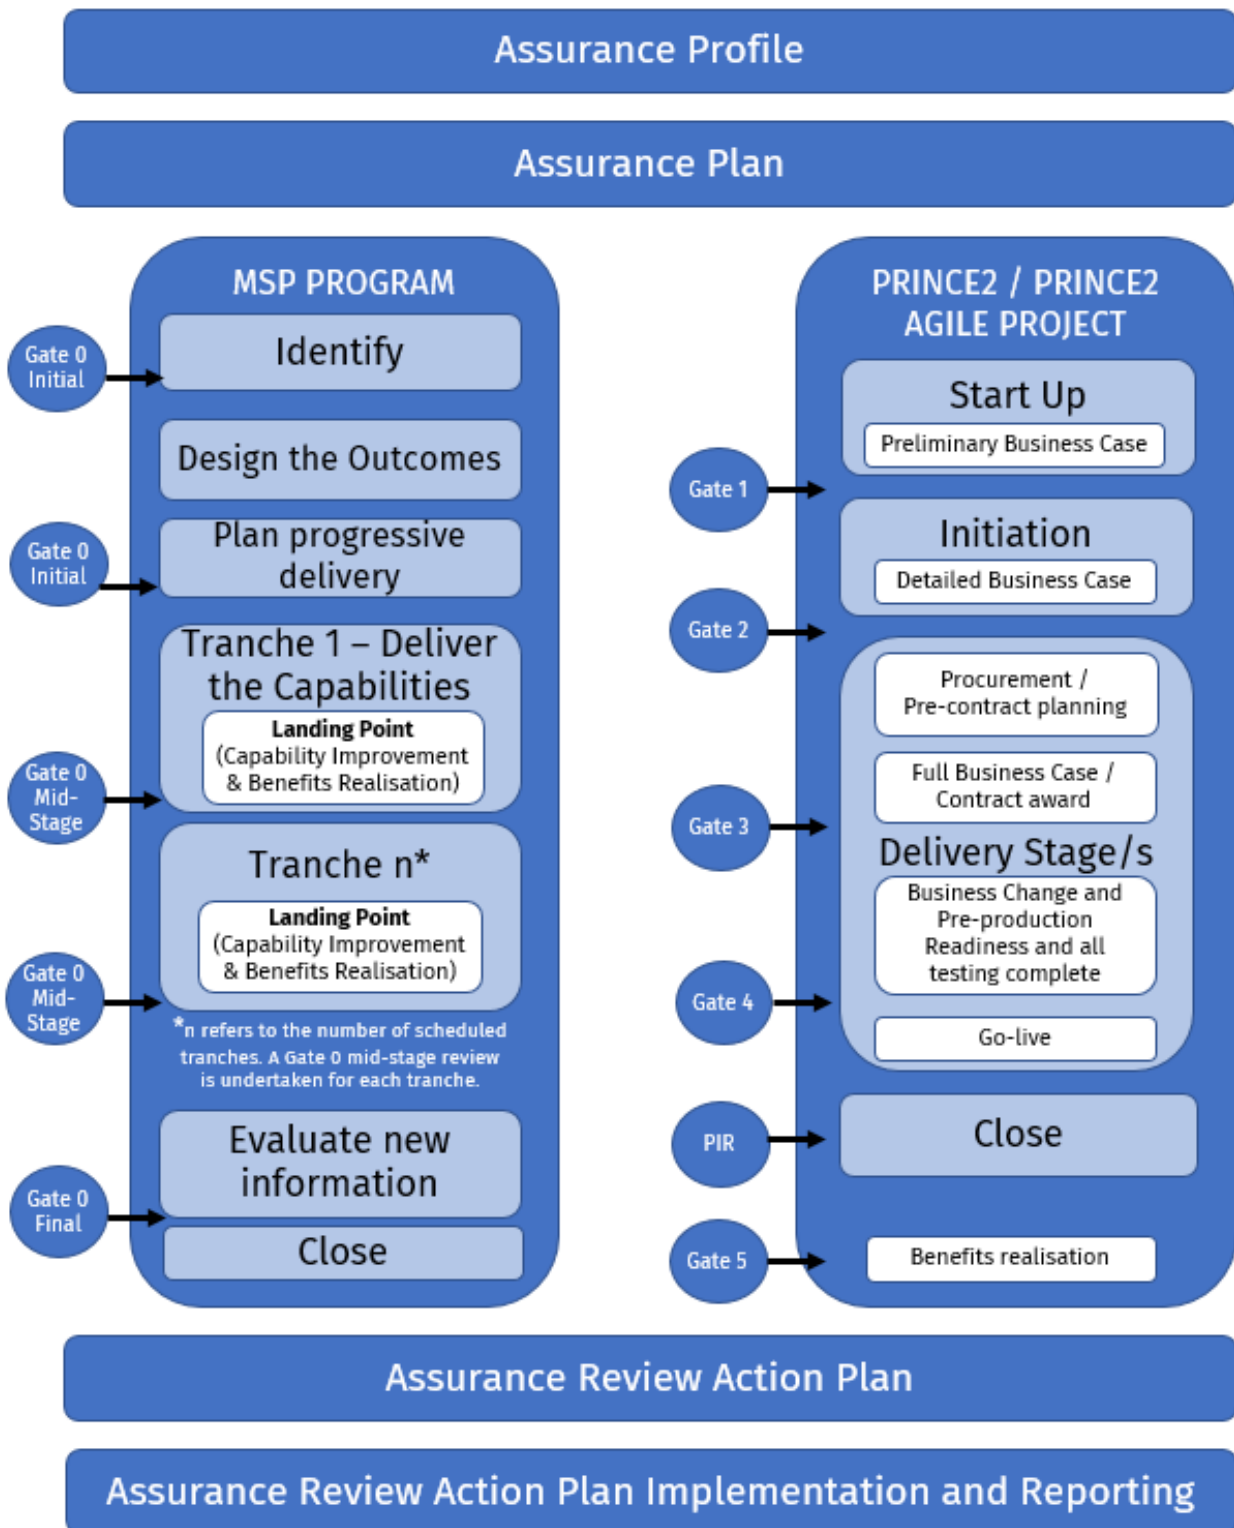 Assurance Profile
Assurance Plan
MSP PROGRAM
Gate 0
Initial
Identify
Design the Outcomes
Gate 0
Initial
Plan progressive
delivery
Tranche 1 – Deliver
the Capabilities
Landing Point
(Capability Improvement
& Benefits Realisation)
Gate 0
Mid-
Stage
Tranche n*
Landing Point
(Capability Improvement
& Benefits Realisation)
Gate 0
Mid-
Stage
*n refers to the number of scheduled
tranches. A Gate 0 mid-stage review
is undertaken for each tranche.
Evaluate new
information
Gate 0
Final
Close
PRINCE2 / PRINCE2
AGILE PROJECT
Start Up
Preliminary Business Case
Gate 1
Initiation
Detailed Business Case
Gate 2
Procurement /
Pre-contract planning
Full Business Case /
Contract award
Gate 3
Delivery Stage/s
Business Change and
Pre-production
Readiness and all
testing complete
Gate 4
Go-live
PIR
Close
Gate 5
Benefits realisation
Assurance Review Action Plan
Assurance Review Action Plan Implementation and Reporting